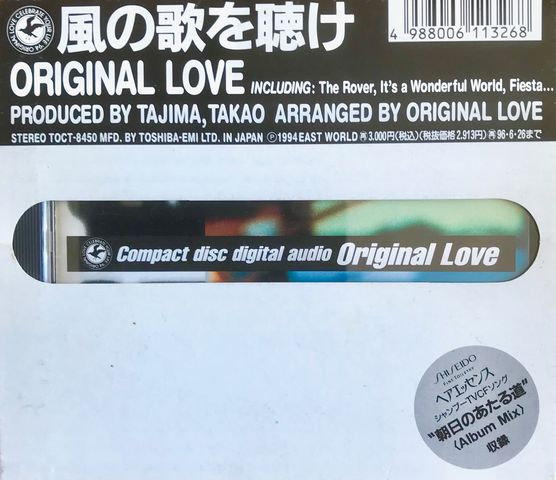 風の歌を聴け
4 988006 113268
ORIGINAL LOVE INCLUDING: The Rover, It's a Wonderful World, Fiesta...
PRODUCED BY TAJIMA, TAKAO ARRANGED BY ORIGINAL LOVE
STEREO TOCT-8450 MFD. BY TOSHIBA-EMI LTD. IN JAPAN Ⓟ1994 EAST WORLD 再 3.000円(税込)(税抜価格 2.913円) 再 96・6・26まで
Compact disc digital audio Original Love
SHISEIDO
FINE TOILETRY
ヘアエッセンス
シャンプーTVCFソング
"朝日のあたる道"
〈Album Mix〉
収録